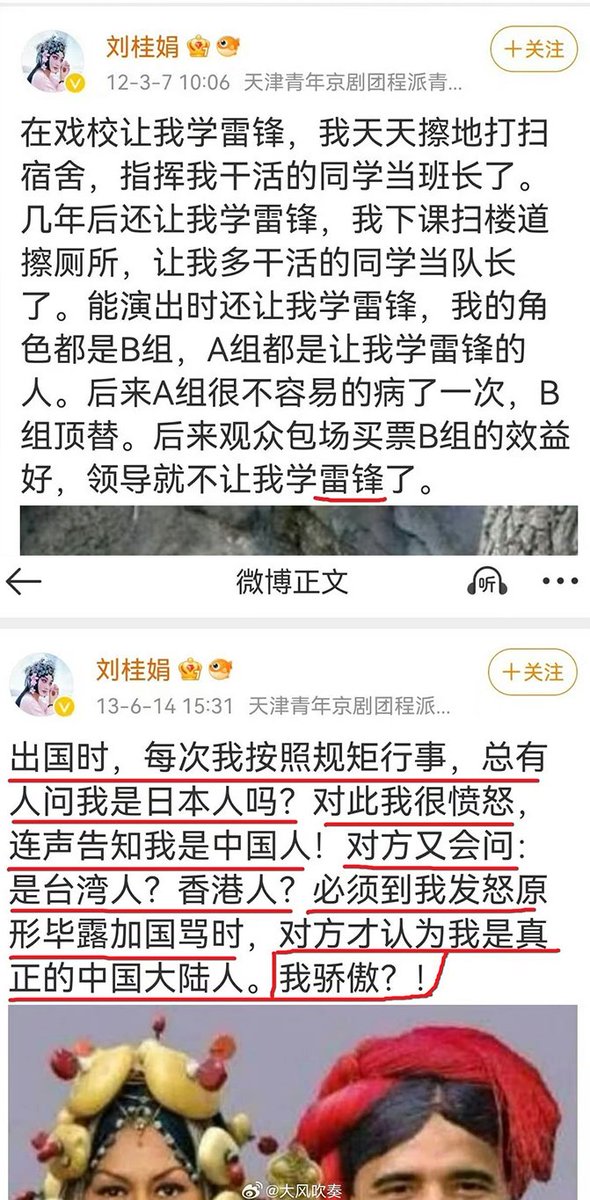 刘桂娟
12-3-7 10:06 天津青年京剧团程派青...
+关注
在戏校让我学雷锋，我天天擦地打扫
宿舍，指挥我干活的同学当班长了。
几年后还让我学雷锋，我下课扫楼道
擦厕所，让我多干活的同学当队长
了。能演出时还让我学雷锋，我的角
色都是B组，A组都是让我学雷锋的
人。后来A组很不容易的病了一次，B
组顶替。后来观众包场买票B组的效益
好，领导就不让我学雷锋了。
微博正文
听
刘桂娟
13-6-14 15:31 天津青年京剧团程派...
+关注
出国时，每次我按照规矩行事，总有
人问我是日本人吗？对此我很愤怒，
连声告知我是中国人！对方又会问：
是台湾人？香港人？必须到我发怒原
形毕露加国骂时，对方才认为我是真
正的中国大陆人。我骄傲？！
@大风吹奏